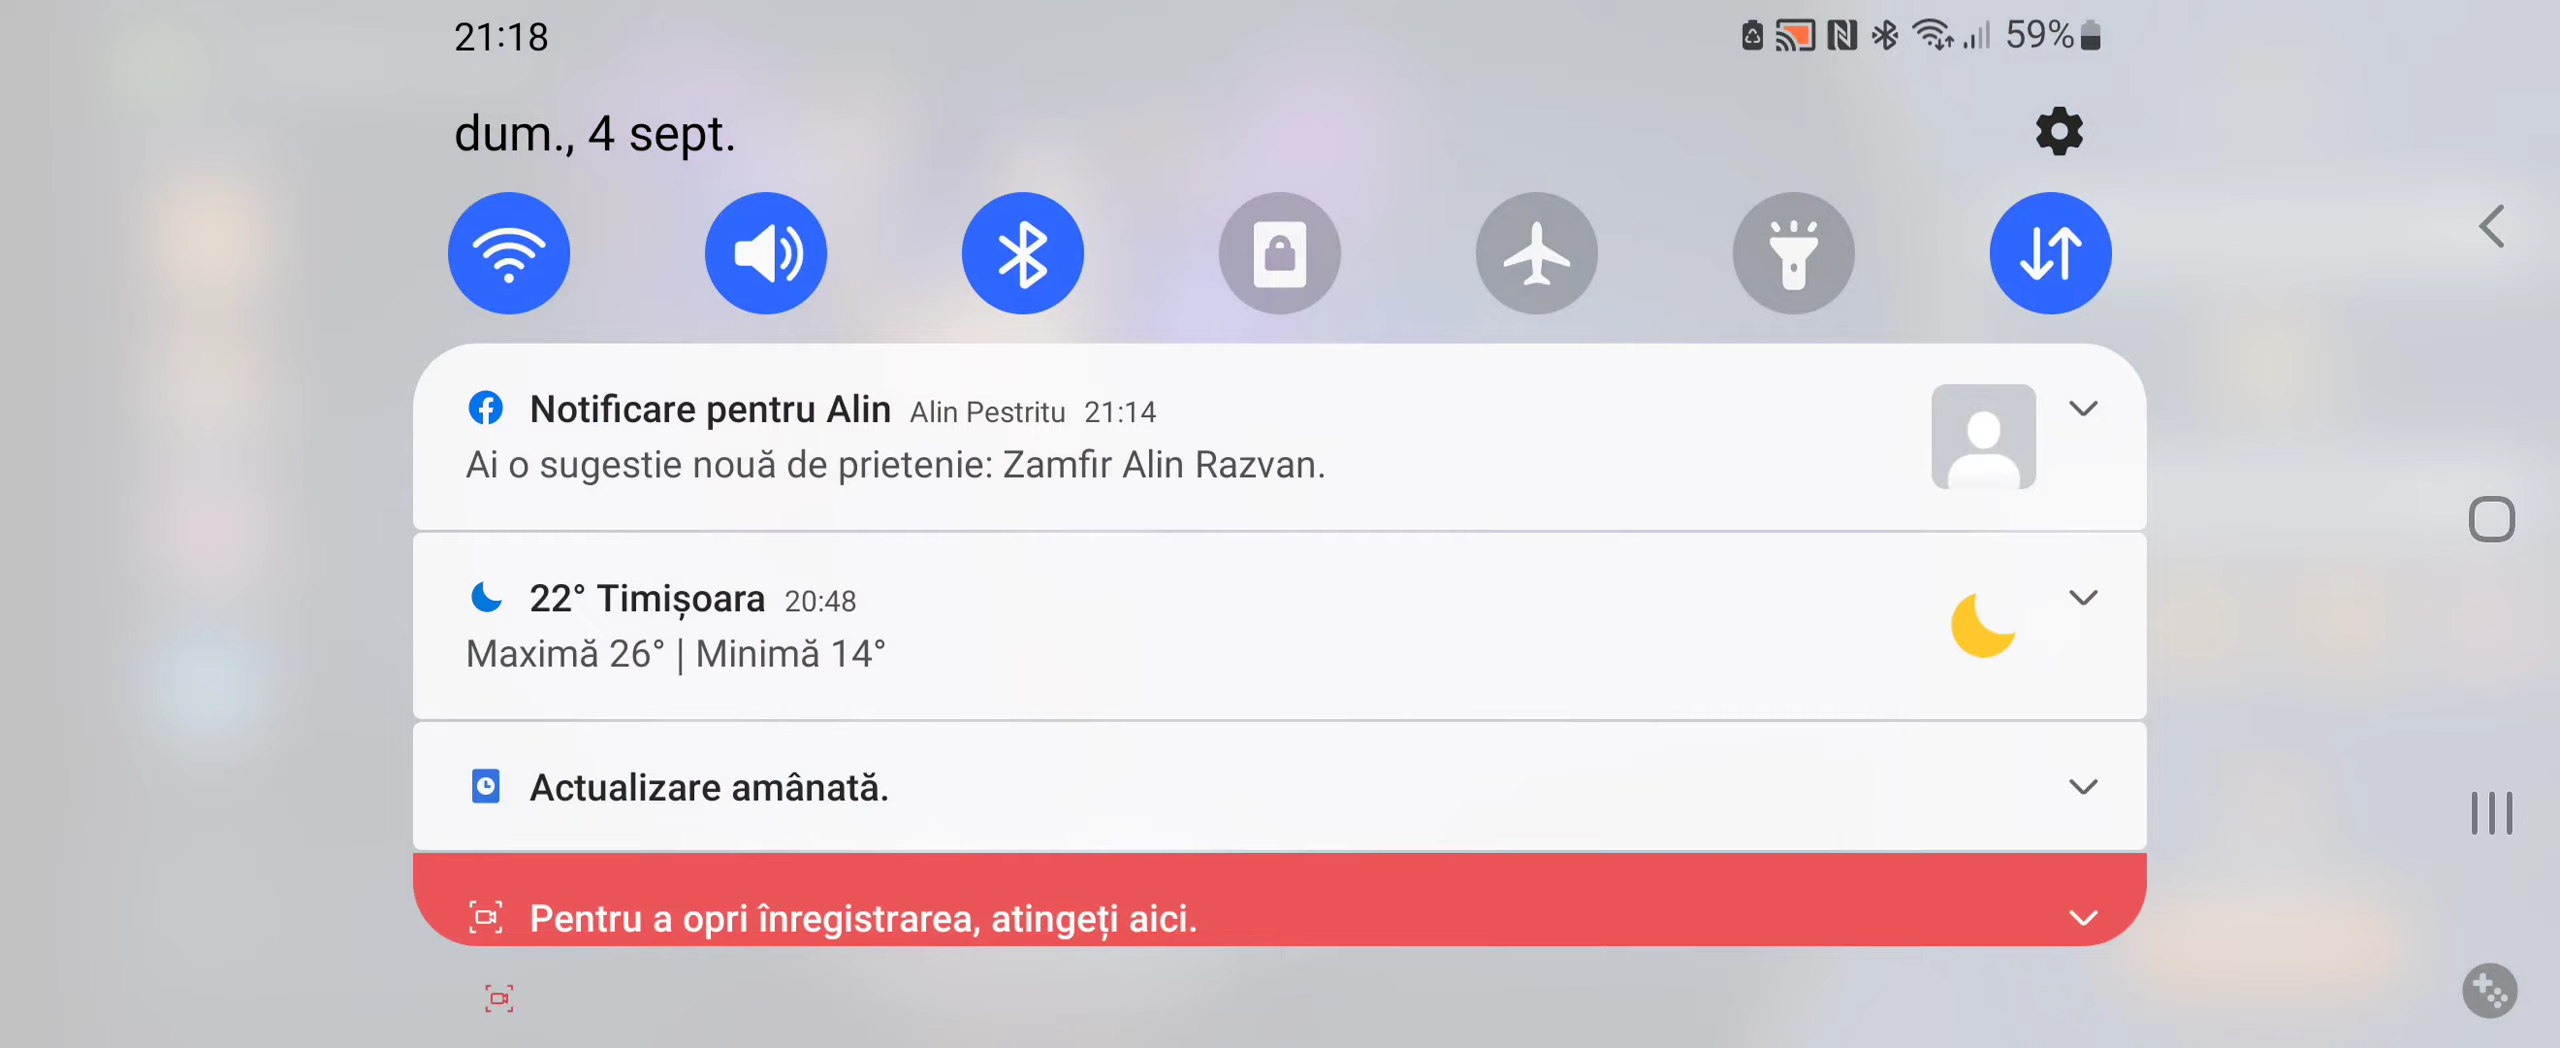 21:18
59%
dum., 4 sept.
Notificare pentru Alin Alin Pestritu 21:14
Ai o sugestie nouă de prietenie: Zamfir Alin Razvan.
22° Timișoara 20:48
Maximă 26° | Minimă 14°
Actualizare amânată.
Pentru a opri înregistrarea, atingeți aici.